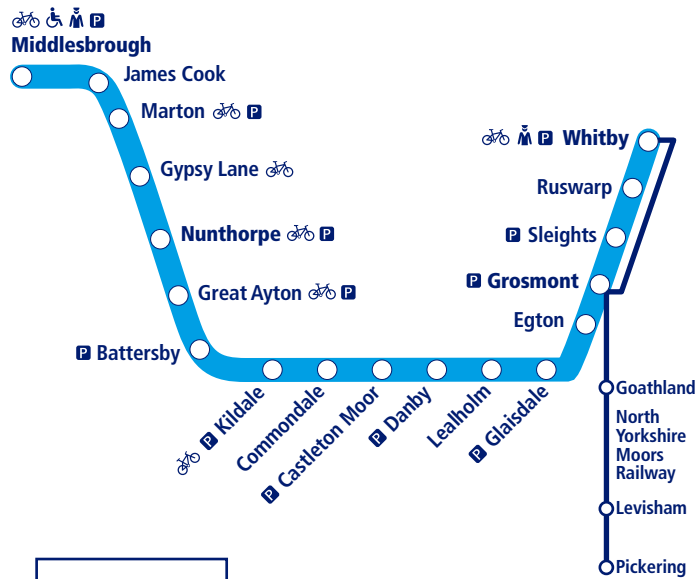 P
Middlesbrough
James Cook
Marton P
Gypsy Lane
Nunthorpe P
Great Ayton P
P Battersby
P Kildale
Commondale
P Castleton Moor
P Danby
Lealholm
P Glaisdale
P Whitby
Ruswarp
P Sleights
P Grosmont
Egton
Goathland
North
Yorkshire
Moors
Railway
Levisham
Pickering